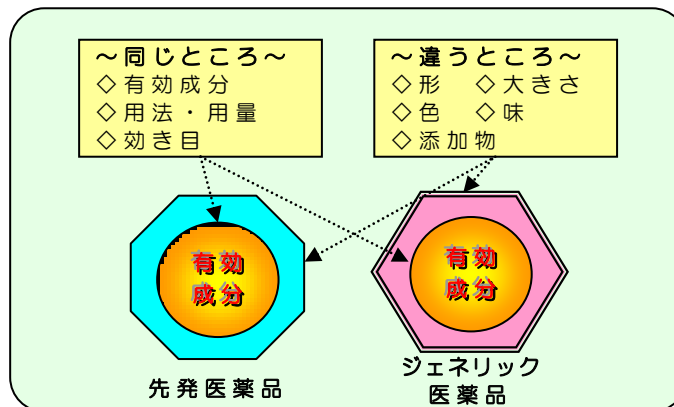 ～同じところ～
◇有効成分
◇用法・用量
◇効き目
～違うところ～
◇形 ◇大きさ
◇色 ◇味
◇添加物
有効
成分
有効
成分
先発医薬品
ジェネリック
医薬品